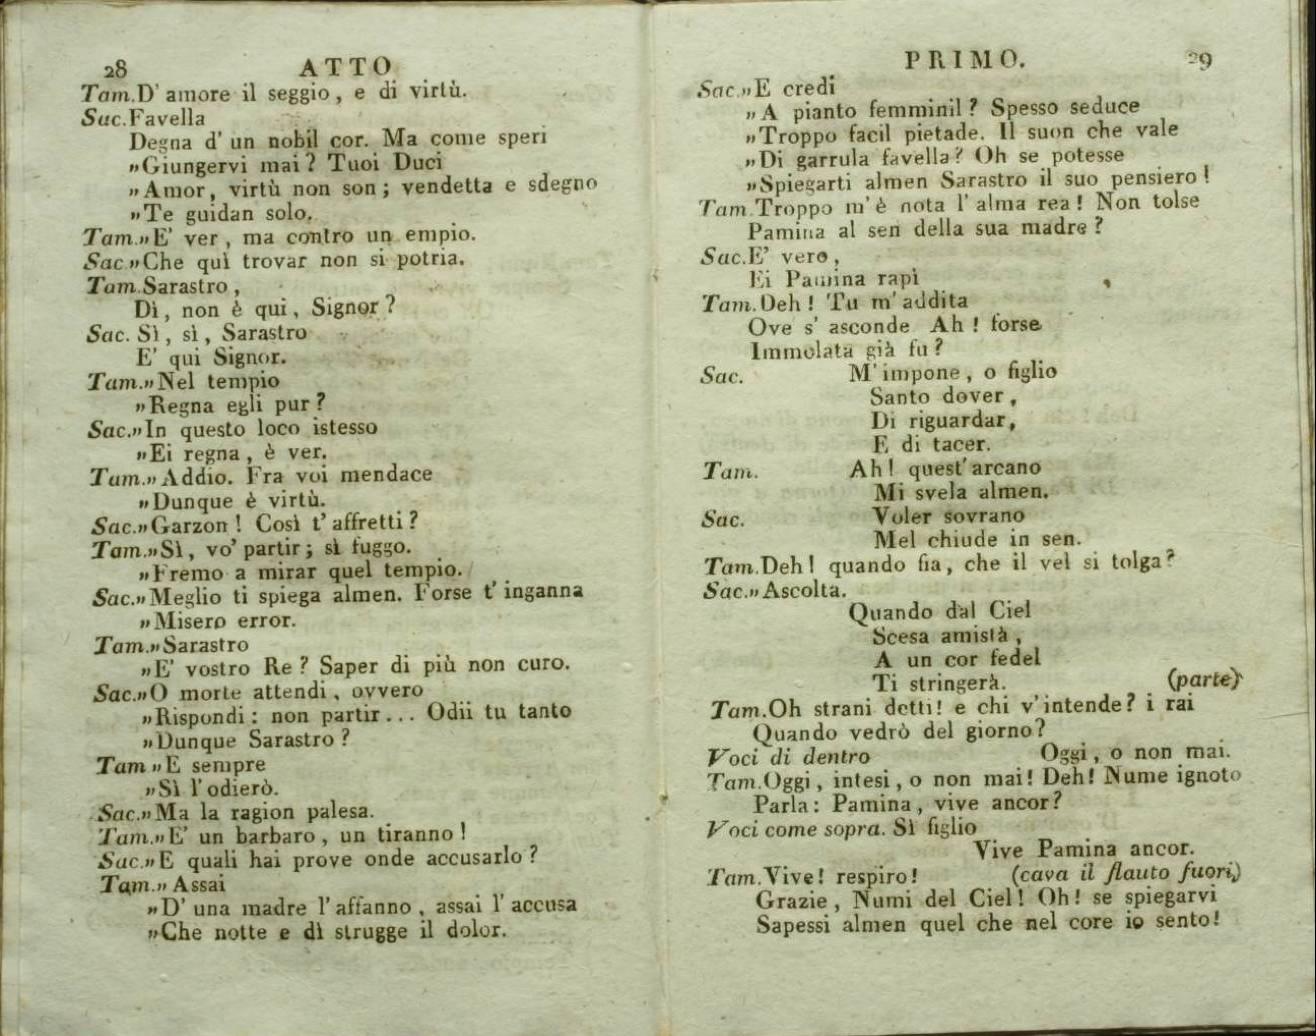 28 ATTO
Tam.D' amore il seggio, e di virtù.
Sac.Favella
Degna d' un nobil cor. Ma come speri
„Giungervi mai? Tuoi Duci
„Amor, virtù non son; vendetta e sdegno
„Te guidan solo.
Tam.„E' ver, ma contro un empio.
Sac„Che quì trovar non si potria.
Tam.Sarastro,
Dì, non è qui, Signor?
Sac. Sì, sì, Sarastro
E' qui Signor.
Tam.„Nel tempio
„Regna egli pur?
Sac.„In questo loco istesso
„Ei regna, è ver.
Tam.„Addio. Fra voi mendace
„Dunque è virtù.
Sac.„Garzon! Così t' affretti?
Tam.„Sì, vo' partir; sì fuggo.
„Fremo a mirar quel tempio.
Sac.„Meglio ti spiega almen. Forse t' inganna
„Misero error.
Tam.„Sarastro
„E' vostro Re? Saper di più non curo.
Sac.„O morte attendi, ovvero
„Rispondi: non partir... Odii tu tanto
„Dunque Sarastro?
Tam„E sempre
„Sì l' odierò.
Sac.„Ma la ragion palesa.
Tam.„E' un barbaro, un tiranno!
Sac.„E quali hai prove onde accusarlo?
Tam.„Assai
„D' una madre l' affanno, assai l' accusa
„Che notte e dì strugge il dolor.
PRIMO. 29
Sac.„E credi
„A pianto femminil? Spesso seduce
„Troppo facil pietade. Il suon che vale
„Di garrula favella? Oh se potesse
„Spiegarti almen Sarastro il suo pensiero!
Tam.Troppo m' è nota l' alma rea! Non tolse
Pamina al sen della sua madre?
Sac.E' vero,
Ei Pamina rapì
Tam.Deh! Tu m' addita
Ove s' asconde Ah! forse
Immolata già fu?
Sac. M' impone, o figlio
Santo dover,
Di riguardar,
E di tacer.
Tam. Ah! quest' arcano
Mi svela almen.
Sac. Voler sovrano
Mel chiude in sen.
Tam.Deh! quando fia, che il vel si tolga?
Sac.„Ascolta.
Quando dal Ciel
Scesa amistà,
A un cor fedel
Ti stringerà. (parte)
Tam.Oh strani detti! e chi v' intende? i rai
Quando vedrò del giorno?
Voci di dentro Oggi, o non mai.
Tam.Oggi, intesi, o non mai! Deh! Nume ignoto
Parla: Pamina, vive ancor?
Voci come sopra. Sì figlio
Vive Pamina ancor.
Tam.Vive! respiro! (cava il flauto fuori,)
Grazie, Numi del Ciel! Oh! se spiegarvi
Sapessi almen quel che nel core io sento!